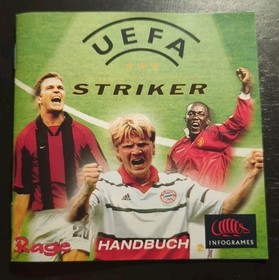 UEFA
STRIKER
Rage
HANDBUCH
INFOGRAMES